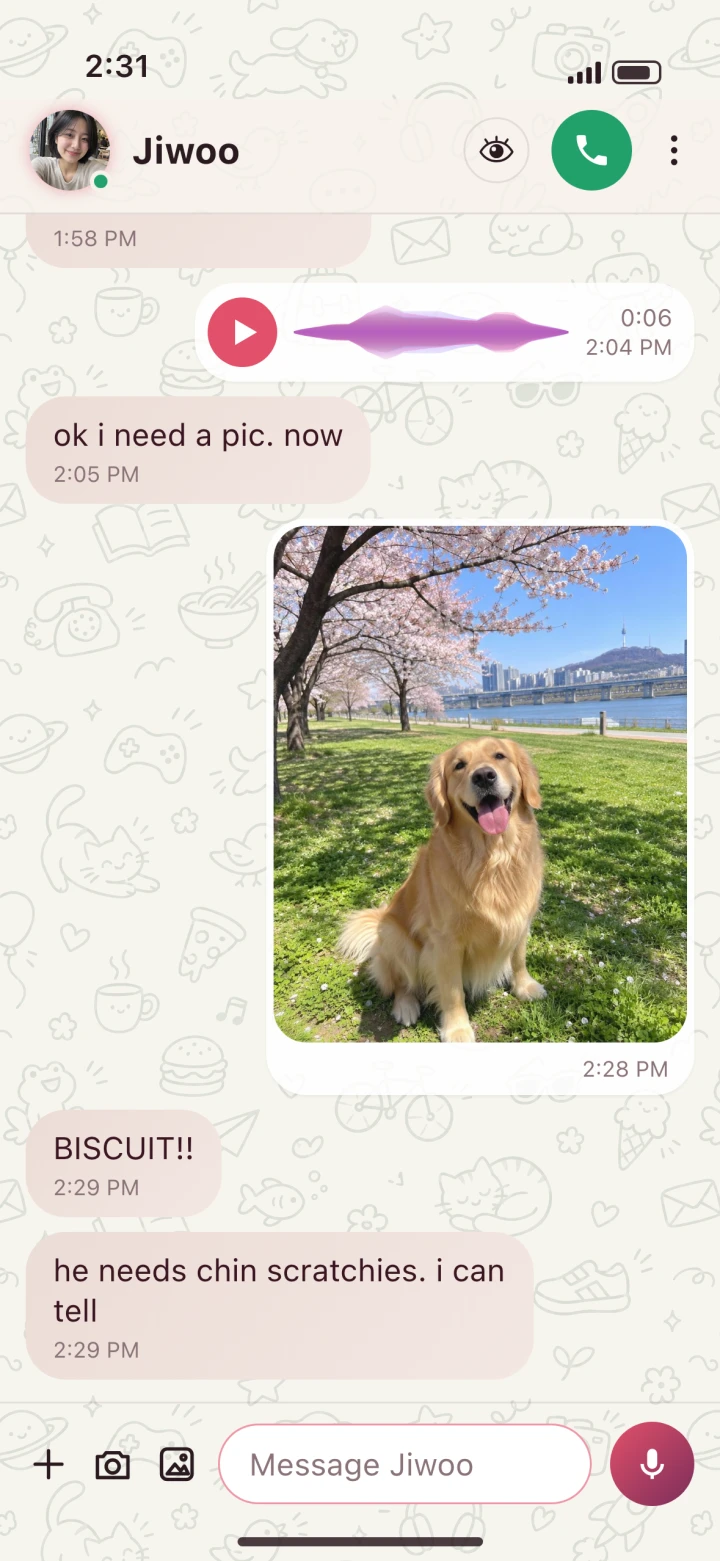 2:31
Jiwoo
1:58 PM
0:06
2:04 PM
ok i need a pic. now
2:05 PM
2:28 PM
BISCUIT!!
2:29 PM
he needs chin scratchies. i can
tell
2:29 PM
Message Jiwoo